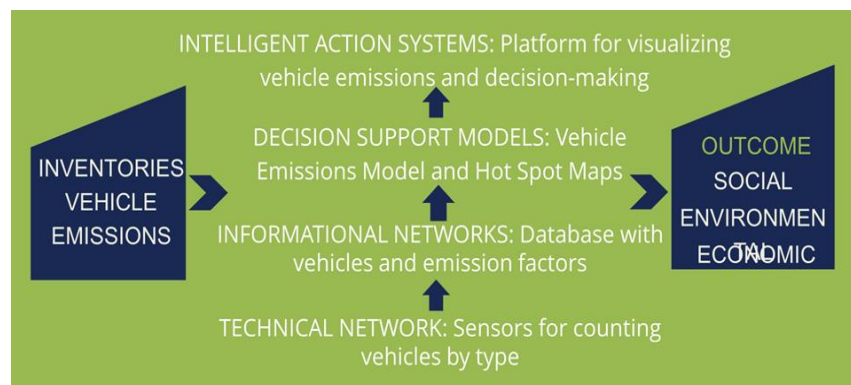 INTELLIGENT ACTION SYSTEMS: Platform for visualizing
vehicle emissions and decision-making
DECISION SUPPORT MODELS: Vehicle
Emissions Model and Hot Spot Maps
INFORMATIONAL NETWORKS: Database with
vehicles and emission factors
TECHNICAL NETWORK: Sensors for counting
vehicles by type
INVENTORIES
VEHICLE
EMISSIONS
OUTCOME
SOCIAL
ENVIRONMEN
TAL
ECONOMIC